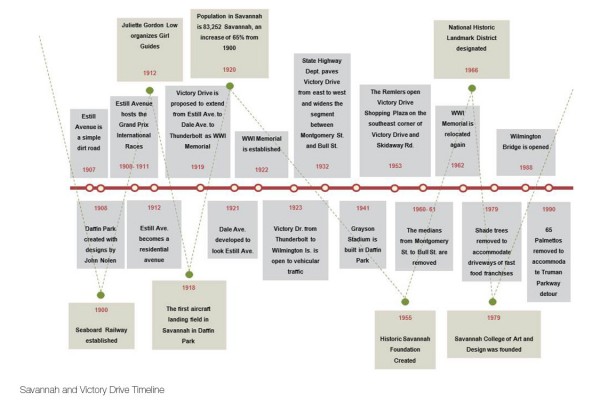 Juliette Gordon Low
organizes Girl
Guides
1912
Population in Savannah
is 83,252 Savannah, an
increase of 65% from
1900
1920
National Historic
Landmark District
designated
1966
Estill
Avenue is a
simple
dirt road
1907
Estill Avenue
hosts the
Grand Prix
International
Races
1908- 1911
Victory Drive is
proposed to extend
from Estill Ave. to
Dale Ave. to
Thunderbolt as WWI
Memorial
1919
WWI Memorial
is established
1922
State Highway
Dept. paves
Victory Drive
from east to west
and widens the
segment
between
Montgomery St.
and Bull St.
1932
The Remlers open
Victory Drive
Shopping Plaza on the
southeast corner of
Victory Drive and
Skidaway Rd.
1953
WWI
Memorial is
relocated
again
1962
Wilmington
Bridge is opened
1988
1908
Daffin Park
created with
designs by
John Nolen
1912
Estill Ave.
becomes a
residential
avenue
1921
Dale Ave.
developed to
look Estill Ave.
1923
Victory Dr. from
Thunderbolt to
Wilmington Is. is
open to vehicular
traffic
1941
Grayson
Stadium is
built in Daffin
Park
1960- 61
The medians
from Montgomery
St. to Bull St. are
removed
1979
Shade trees
removed to
accommodate
driveways of fast
food franchises
1990
65
Palmettos
removed to
accommoda
te Truman
Parkway
detour
1900
Seaboard Railway
established
1918
The first aircraft
landing field in
Savannah in Daffin
Park
1955
Historic Savannah
Foundation
Created
1979
Savannah College of Art and
Design was founded
Savannah and Victory Drive Timeline